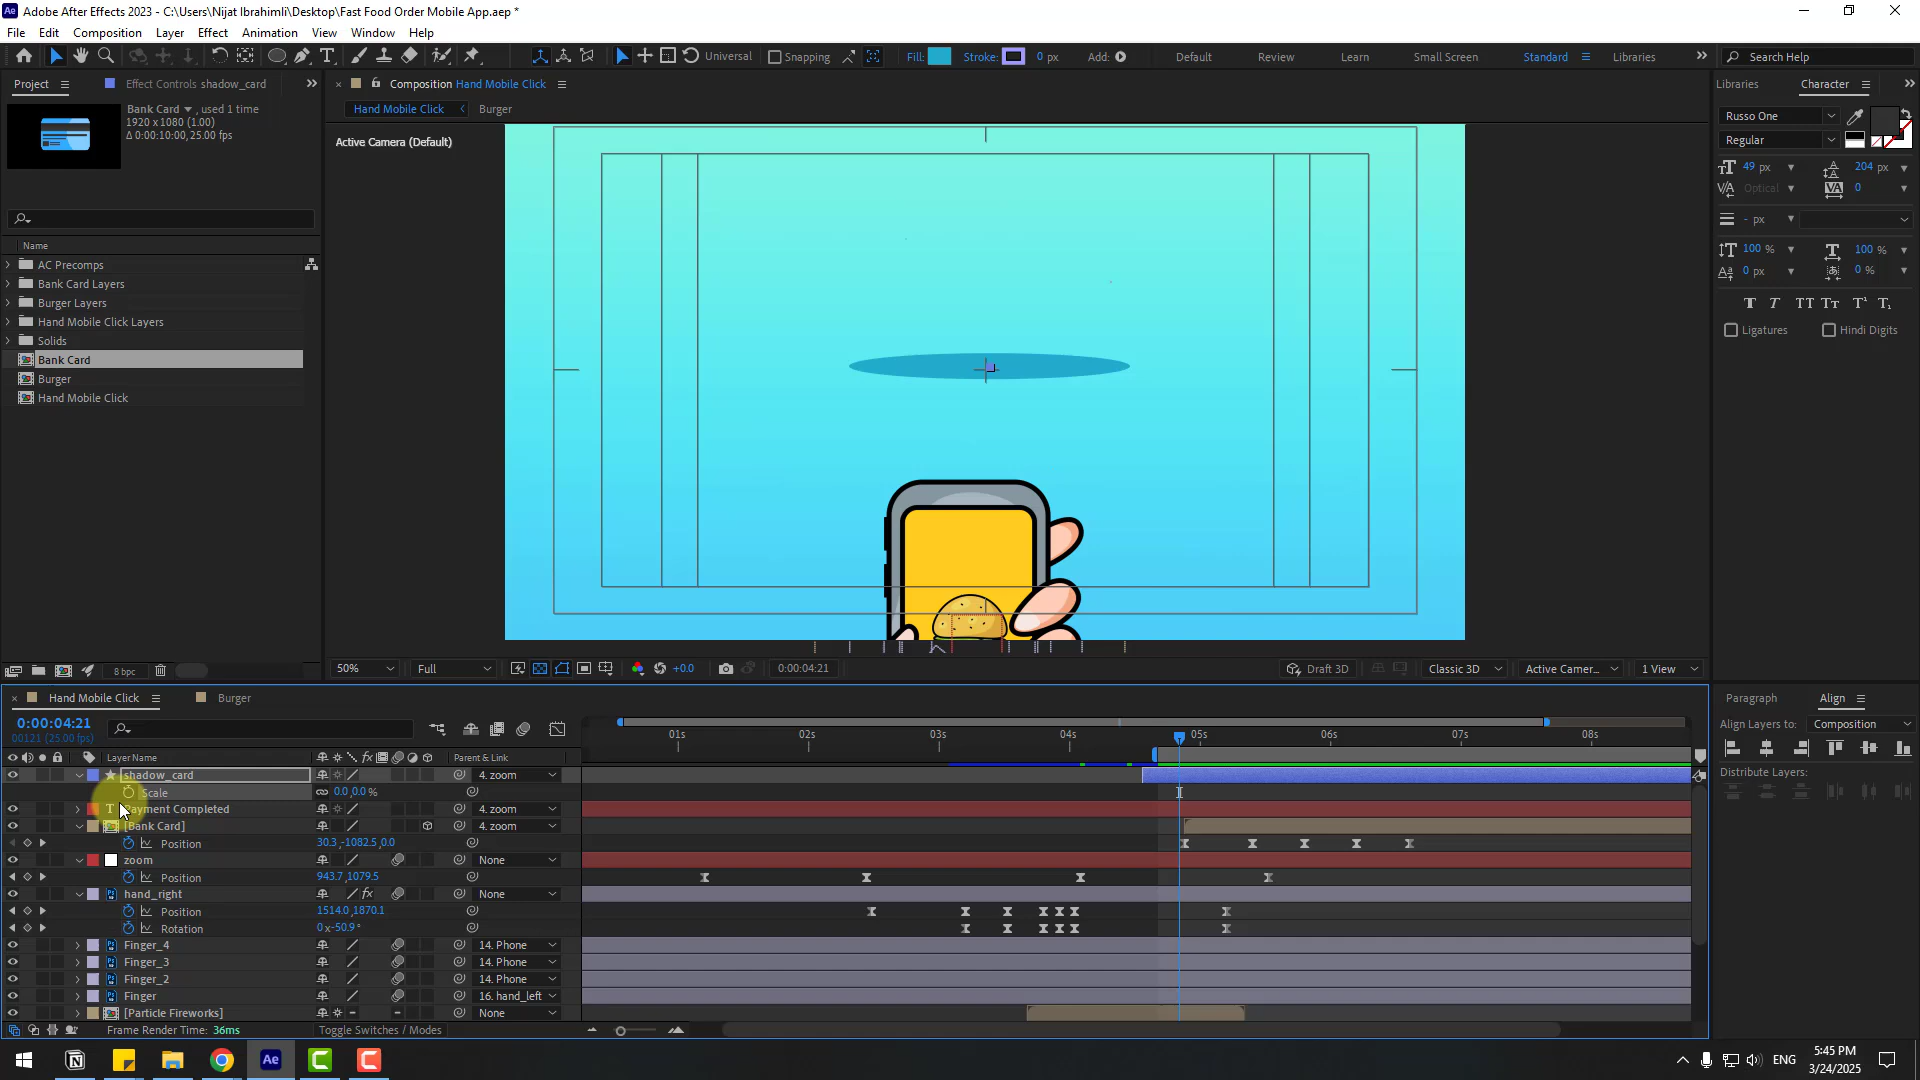 Adobe After Effects 2023 - C:\Users\Nijat Ibrahimli\Desktop\Fast Food Order Mobile App.aep *
File Edit Composition Layer Effect Animation View Window Help
Universal Snapping Fill: Stroke: 0 px Add: Default Review Learn Small Screen Standard Libraries Search Help
Project Effect Controls shadow_card
Composition Hand Mobile Click
Libraries Character
Bank Card , used 1 time
1920 x 1080 (1.00)
Δ 0:00:10:00, 25.00 fps
Hand Mobile Click Burger
Active Camera (Default)
Russo One
Regular
49 px 204 px
Optical 0
- px
100 % 100 %
0 px 0 %
Ligatures Hindi Digits
Name
AC Precomps
Bank Card Layers
Burger Layers
Hand Mobile Click Layers
Solids
Bank Card
Burger
Hand Mobile Click
8 bpc
50% Full +0.0 0:00:04:21 Draft 3D Classic 3D Active Camer... 1 View
Hand Mobile Click Burger
0:00:04:21
00121 (25.00 fps)
01s 02s 03s 04s 05s 06s 07s 08s
Layer Name Parent & Link
shadow_card 4. zoom
Scale 0.0,0.0 %
Payment Completed 4. zoom
[Bank Card] 4. zoom
Position 30.3,-1082.5,0.0
zoom None
Position 943.7,1079.5
hand_right None
Position 1514.0,1870.1
Rotation 0x-50.9°
Finger_4 14. Phone
Finger_3 14. Phone
Finger_2 14. Phone
Finger 16. hand_left
[Particle Fireworks] None
Frame Render Time: 36ms Toggle Switches / Modes
Paragraph Align
Align Layers to: Composition
Distribute Layers:
ENG
5:45 PM
3/24/2025